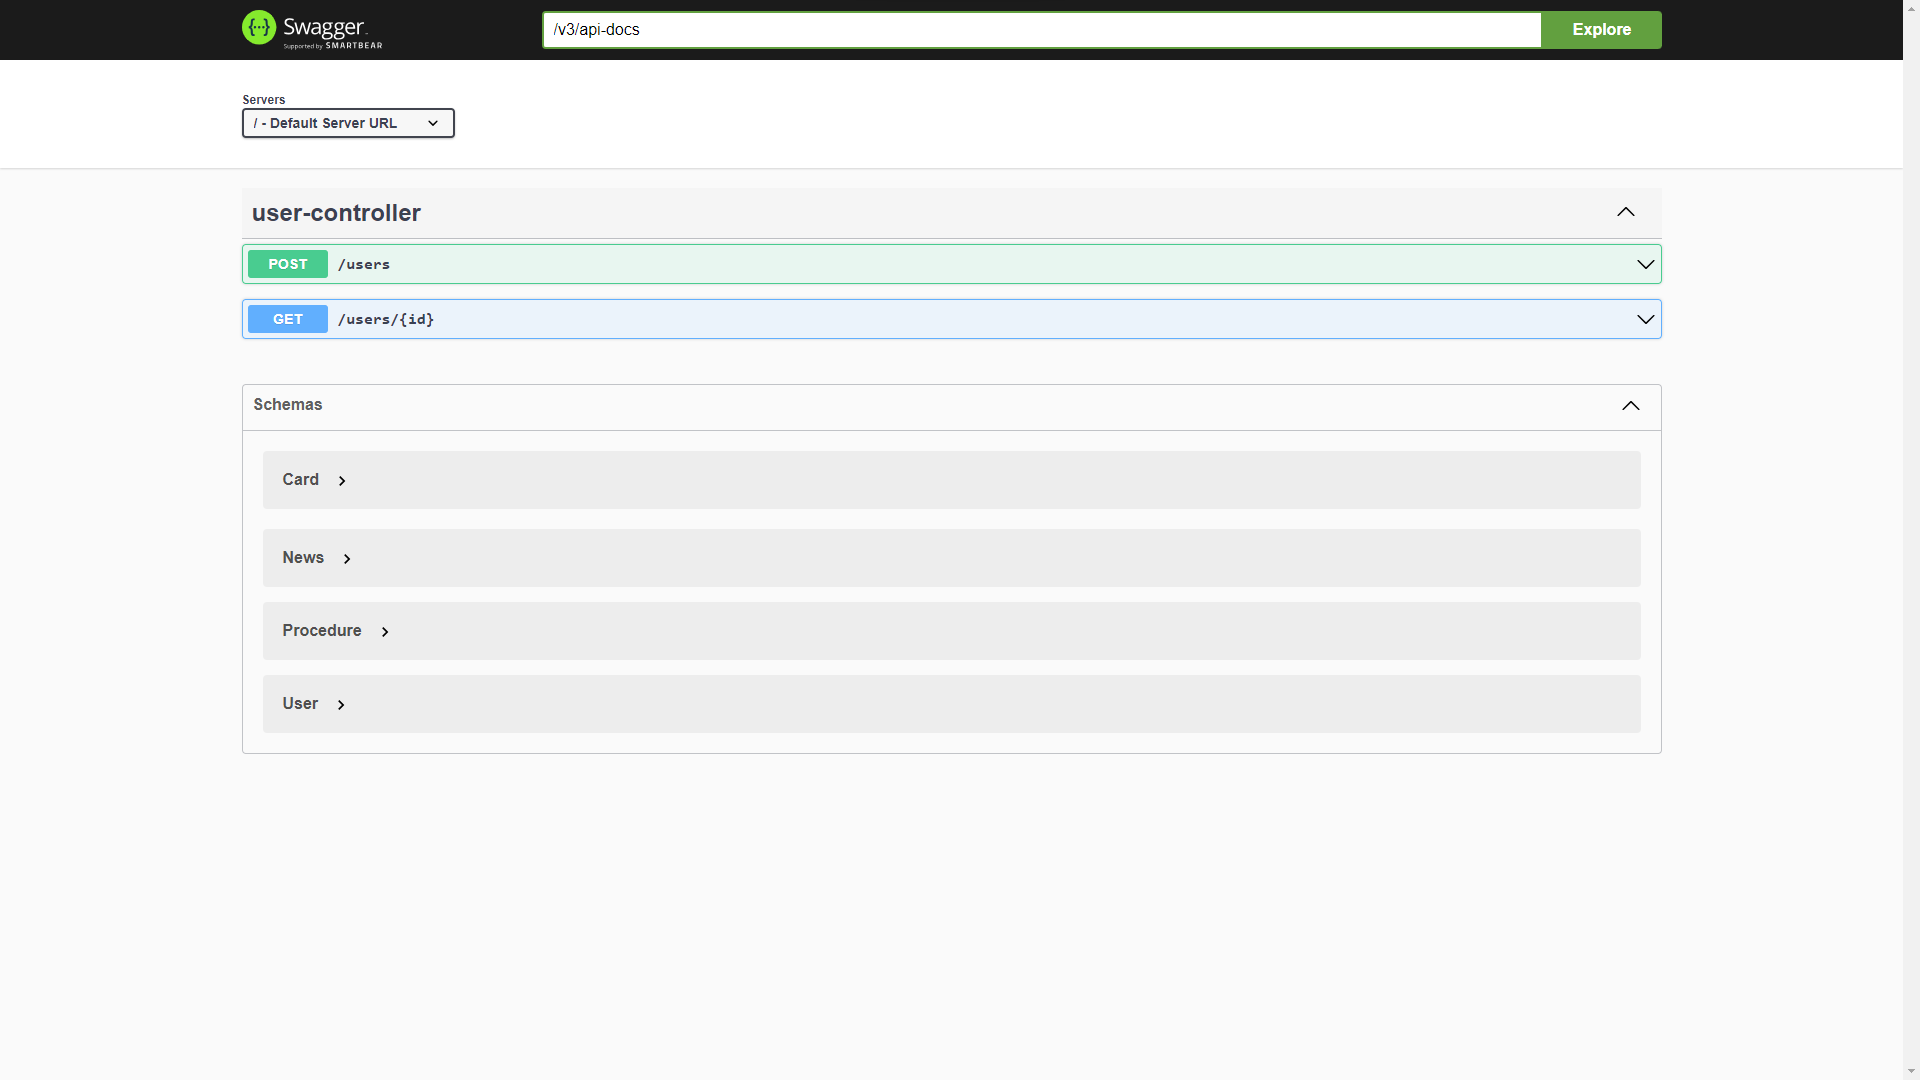 Swagger.
Supported by SMARTBEAR
/v3/api-docs
Explore
Servers
/ - Default Server URL
user-controller
POST /users
GET /users/{id}
Schemas
Card
News
Procedure
User